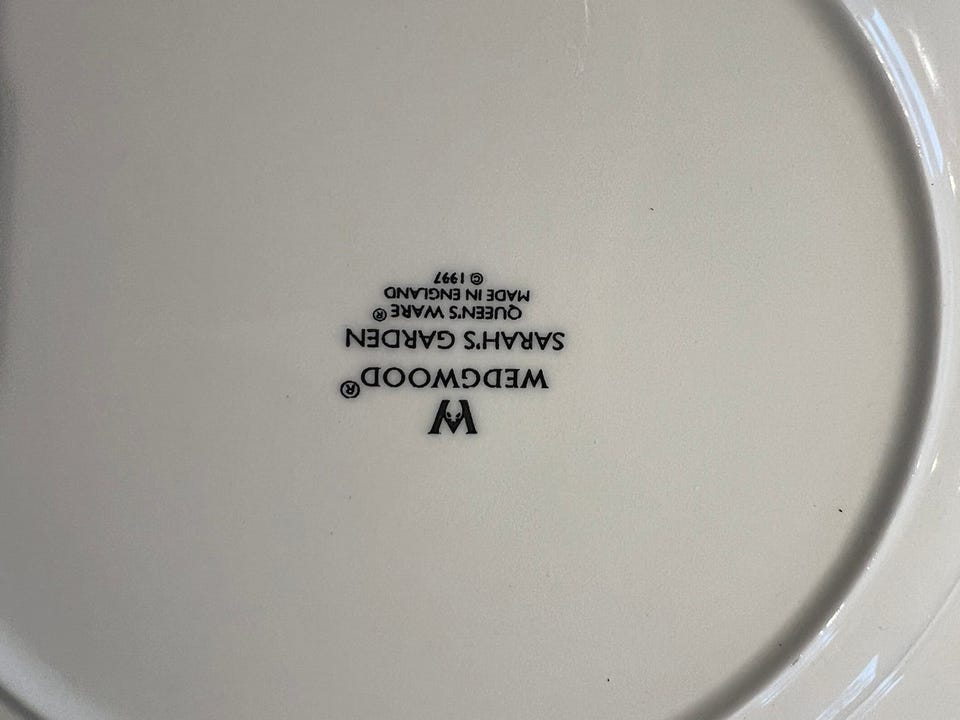 WEDGWOOD®
SARAH'S GARDEN
QUEEN'S WARE®
MADE IN ENGLAND
© 1997